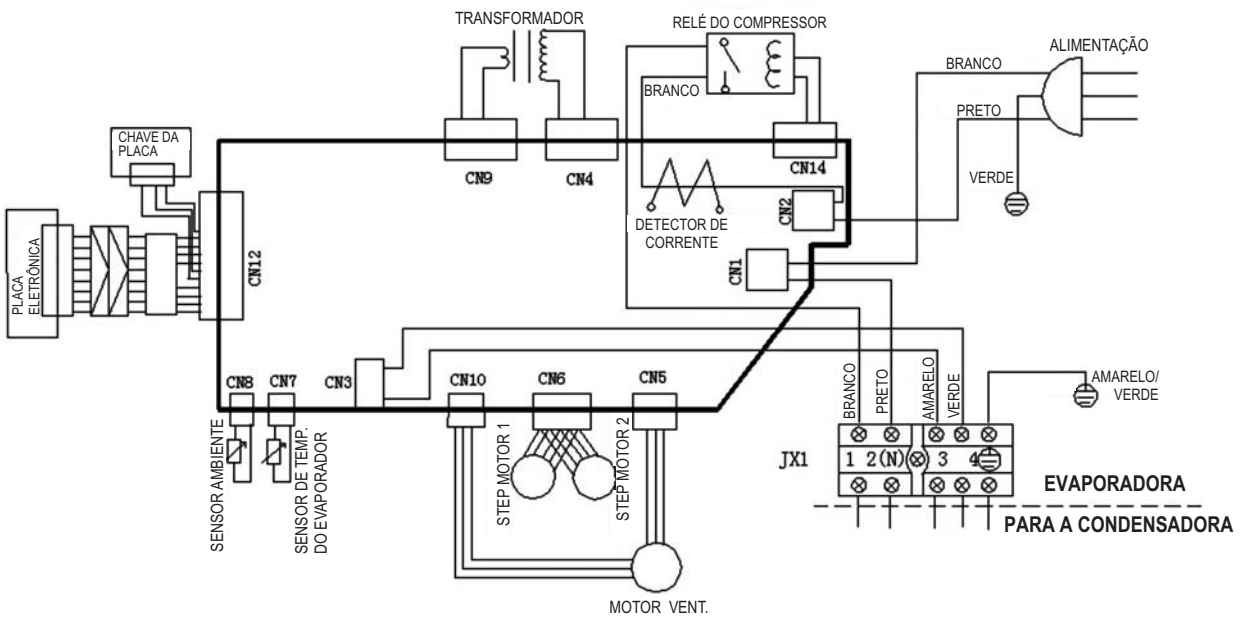 TRANSFORMADOR
RELÉ DO COMPRESSOR
ALIMENTAÇÃO
BRANCO
BRANCO
PRETO
CHAVE DA
PLACA
CN9
CN4
CN14
VERDE
CN2
DETECTOR DE
CORRENTE
PLACA
ELETRÔNICA
CN12
CN1
CN8
CN7
CN3
CN10
CN6
CN5
BRANCO
PRETO
AMARELO
VERDE
AMARELO/
VERDE
SENSOR AMBIENTE
SENSOR DE TEMP.
DO EVAPORADOR
STEP MOTOR 1
STEP MOTOR 2
JX1
1 2(N) 3 4
EVAPORADORA
PARA A CONDENSADORA
MOTOR VENT.